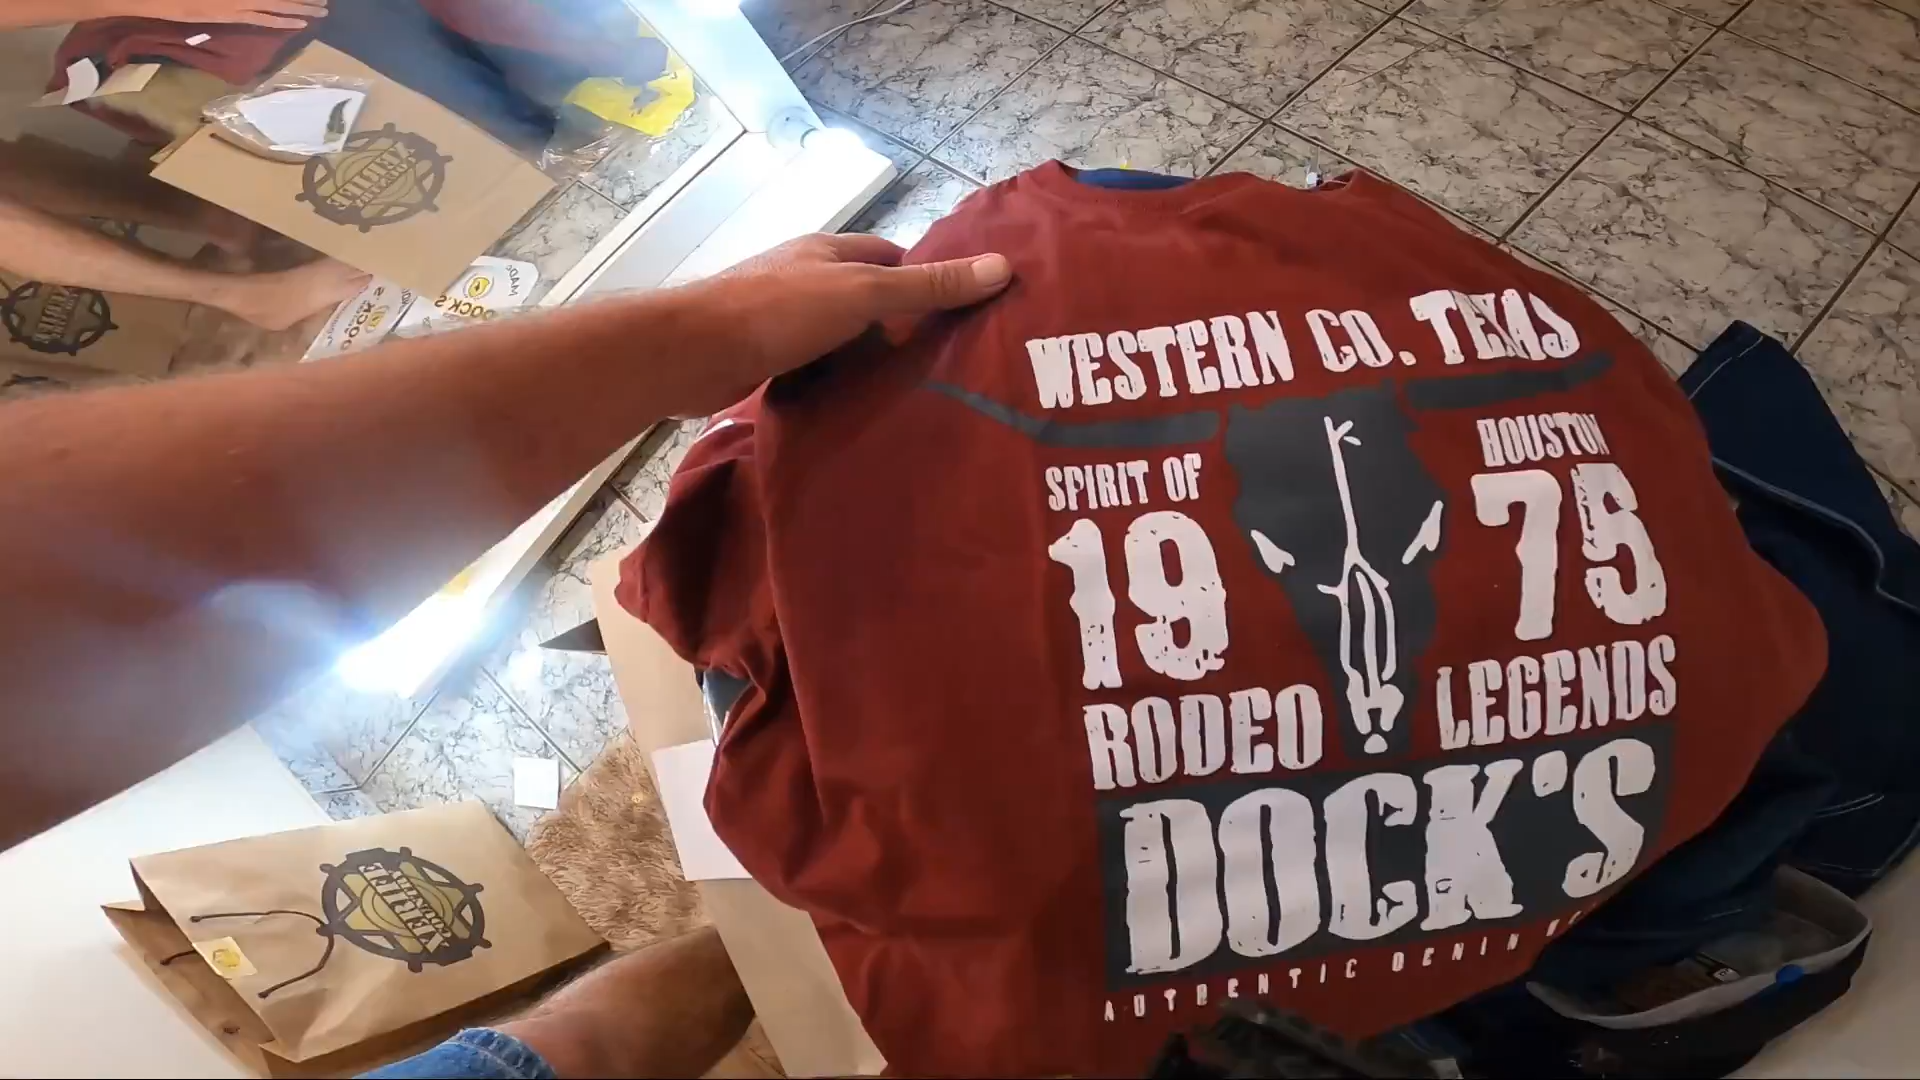 WESTERN CO. TEXAS
SPIRIT OF
HOUSTON
19
75
RODEO
LEGENDS
DOCK'S
AUTHENTIC DENIM